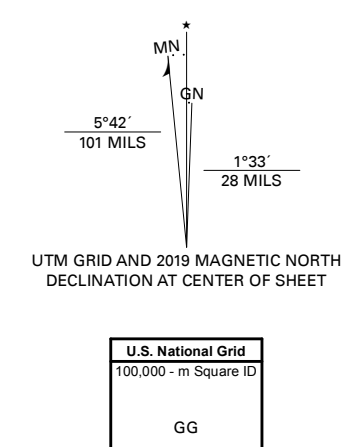 ★
MN
GN
5°42´
101 MILS
1°33´
28 MILS
UTM GRID AND 2019 MAGNETIC NORTH
DECLINATION AT CENTER OF SHEET
U.S. National Grid
100,000 - m Square ID
GG